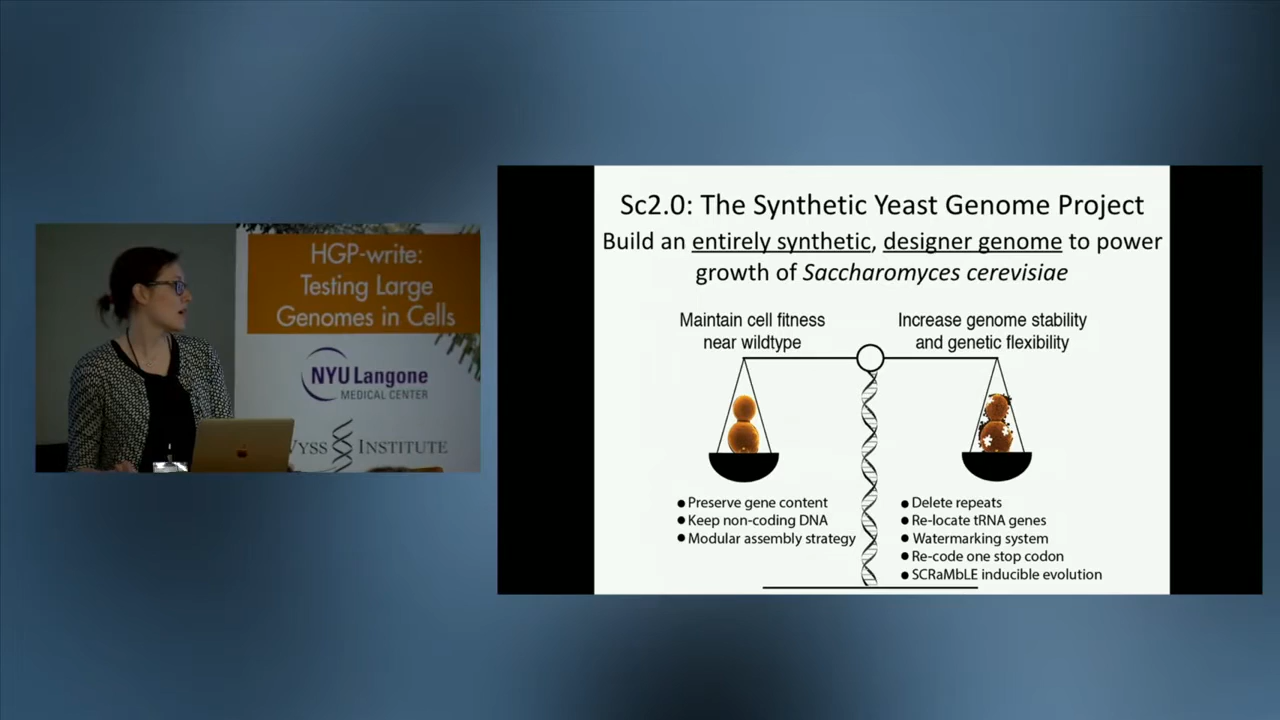 HGP-write:
Testing Large
Genomes in Cells
NYU Langone
MEDICAL CENTER
YSS INSTITUTE
Sc2.0: The Synthetic Yeast Genome Project
Build an entirely synthetic, designer genome to power
growth of Saccharomyces cerevisiae
Maintain cell fitness
near wildtype
Increase genome stability
and genetic flexibility
● Preserve gene content
● Keep non-coding DNA
● Modular assembly strategy
● Delete repeats
● Re-locate tRNA genes
● Watermarking system
● Re-code one stop codon
● SCRaMbLE inducible evolution